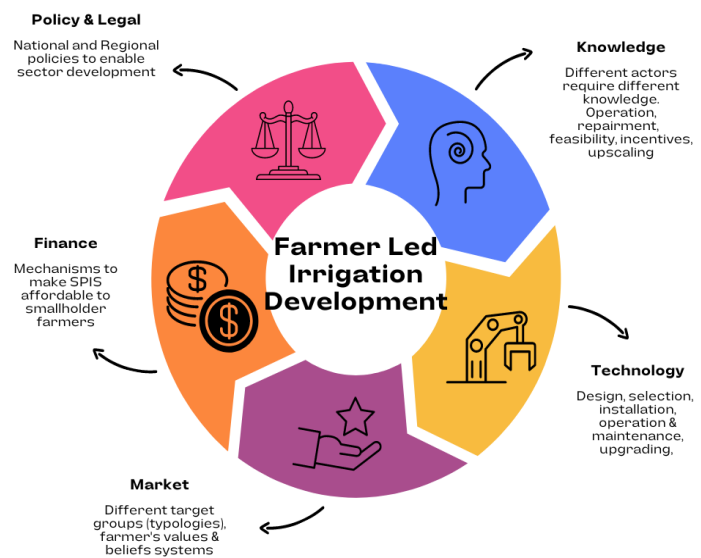 Policy & Legal
National and Regional
policies to enable
sector development
Knowledge
Different actors
require different
knowledge.
Operation,
repairment,
feasibility, incentives,
upscaling
Farmer Led
Irrigation
Development
Finance
Mechanisms to
make SPIS
affordable to
smallholder
farmers
$
$
Technology
Design, selection,
installation,
operation &
maintenance,
upgrading,
Market
Different target
groups (typologies),
farmer's values &
beliefs systems